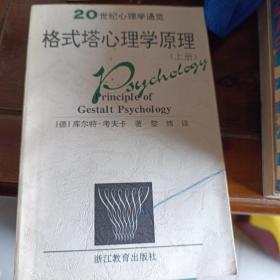 20世纪心理学通览
格式塔心理学原理
(上册)
Psychology
Principle of
Gestalt Psychology
[德] 库尔特·考夫卡 著 黎炜 译
浙江教育出版社